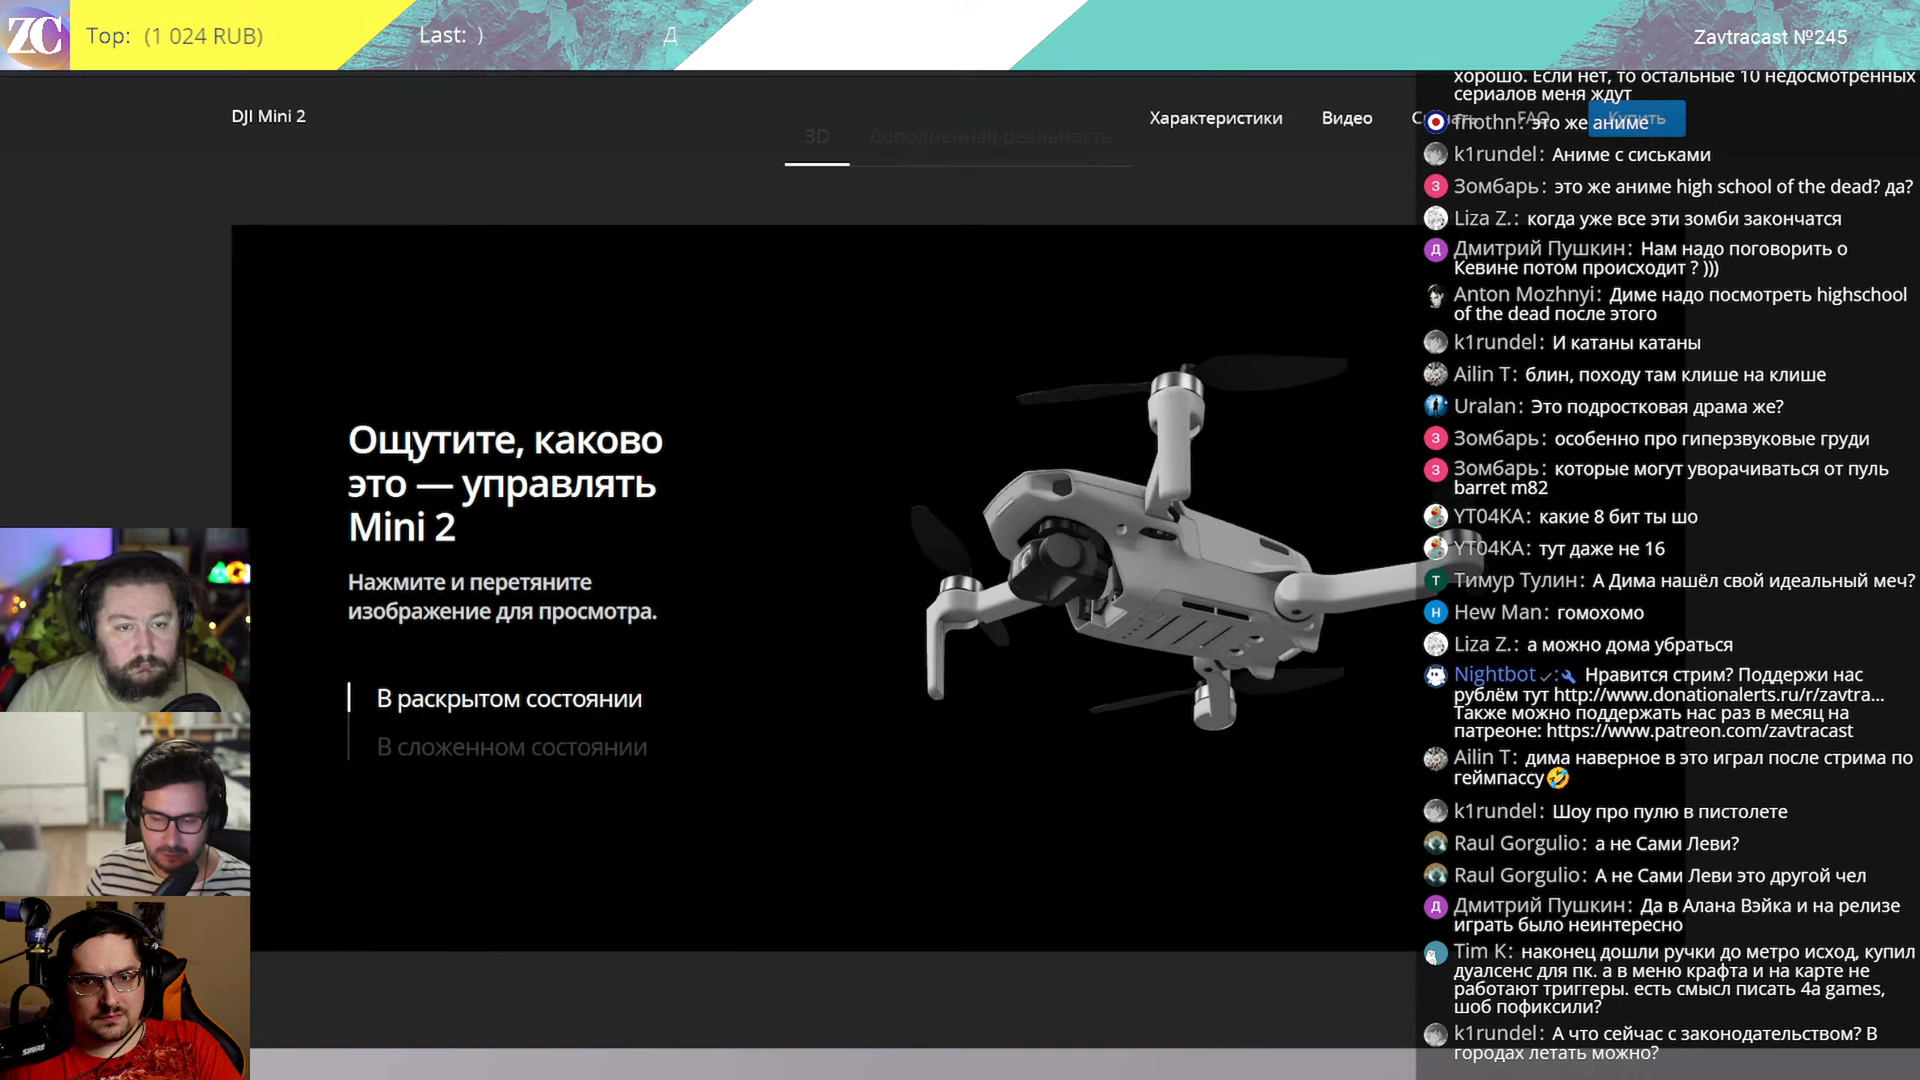 ZC
Top: (1 024 RUB)
Last: )
Д
Zavtracast №245
DJI Mini 2
3D
Дополненная реальность
Характеристики
Видео
FAQ
Купить
Ощутите, каково
это — управлять
Mini 2
Нажмите и перетяните
изображение для просмотра.
В раскрытом состоянии
В сложенном состоянии
SHURE
хорошо. Если нет, то остальные 10 недосмотренных
сериалов меня ждут
fhothn: это же аниме
k1rundel: Аниме с сиськами
Зомбарь: это же аниме high school of the dead? да?
Liza Z.: когда уже все эти зомби закончатся
Дмитрий Пушкин: Нам надо поговорить о
Кевине потом происходит ? )))
Anton Mozhnyi: Диме надо посмотреть highschool
of the dead после этого
k1rundel: И катаны катаны
Ailin T: блин, походу там клише на клише
Uralan: Это подростковая драма же?
Зомбарь: особенно про гиперзвуковые груди
Зомбарь: которые могут уворачиваться от пуль
barret m82
YT04KA: какие 8 бит ты шо
YT04KA: тут даже не 16
Тимур Тулин: А Дима нашёл свой идеальный меч?
Hew Man: гомохомо
Liza Z.: а можно дома убраться
Nightbot: Нравится стрим? Поддержи нас
рублём тут http://www.donationalerts.ru/r/zavtra...
Также можно поддержать нас раз в месяц на
патреоне: https://www.patreon.com/zavtracast
Ailin T: дима наверное в это играл после стрима по
геймпассу🤣
k1rundel: Шоу про пулю в пистолете
Raul Gorgulio: а не Сами Леви?
Raul Gorgulio: А не Сами Леви это другой чел
Дмитрий Пушкин: Да в Алана Вэйка и на релизе
играть было неинтересно
Tim K: наконец дошли ручки до метро исход, купил
дуалсенс для пк. а в меню крафта и на карте не
работают триггеры. есть смысл писать 4a games,
шоб пофиксили?
k1rundel: А что сейчас с законодательством? В
городах летать можно?